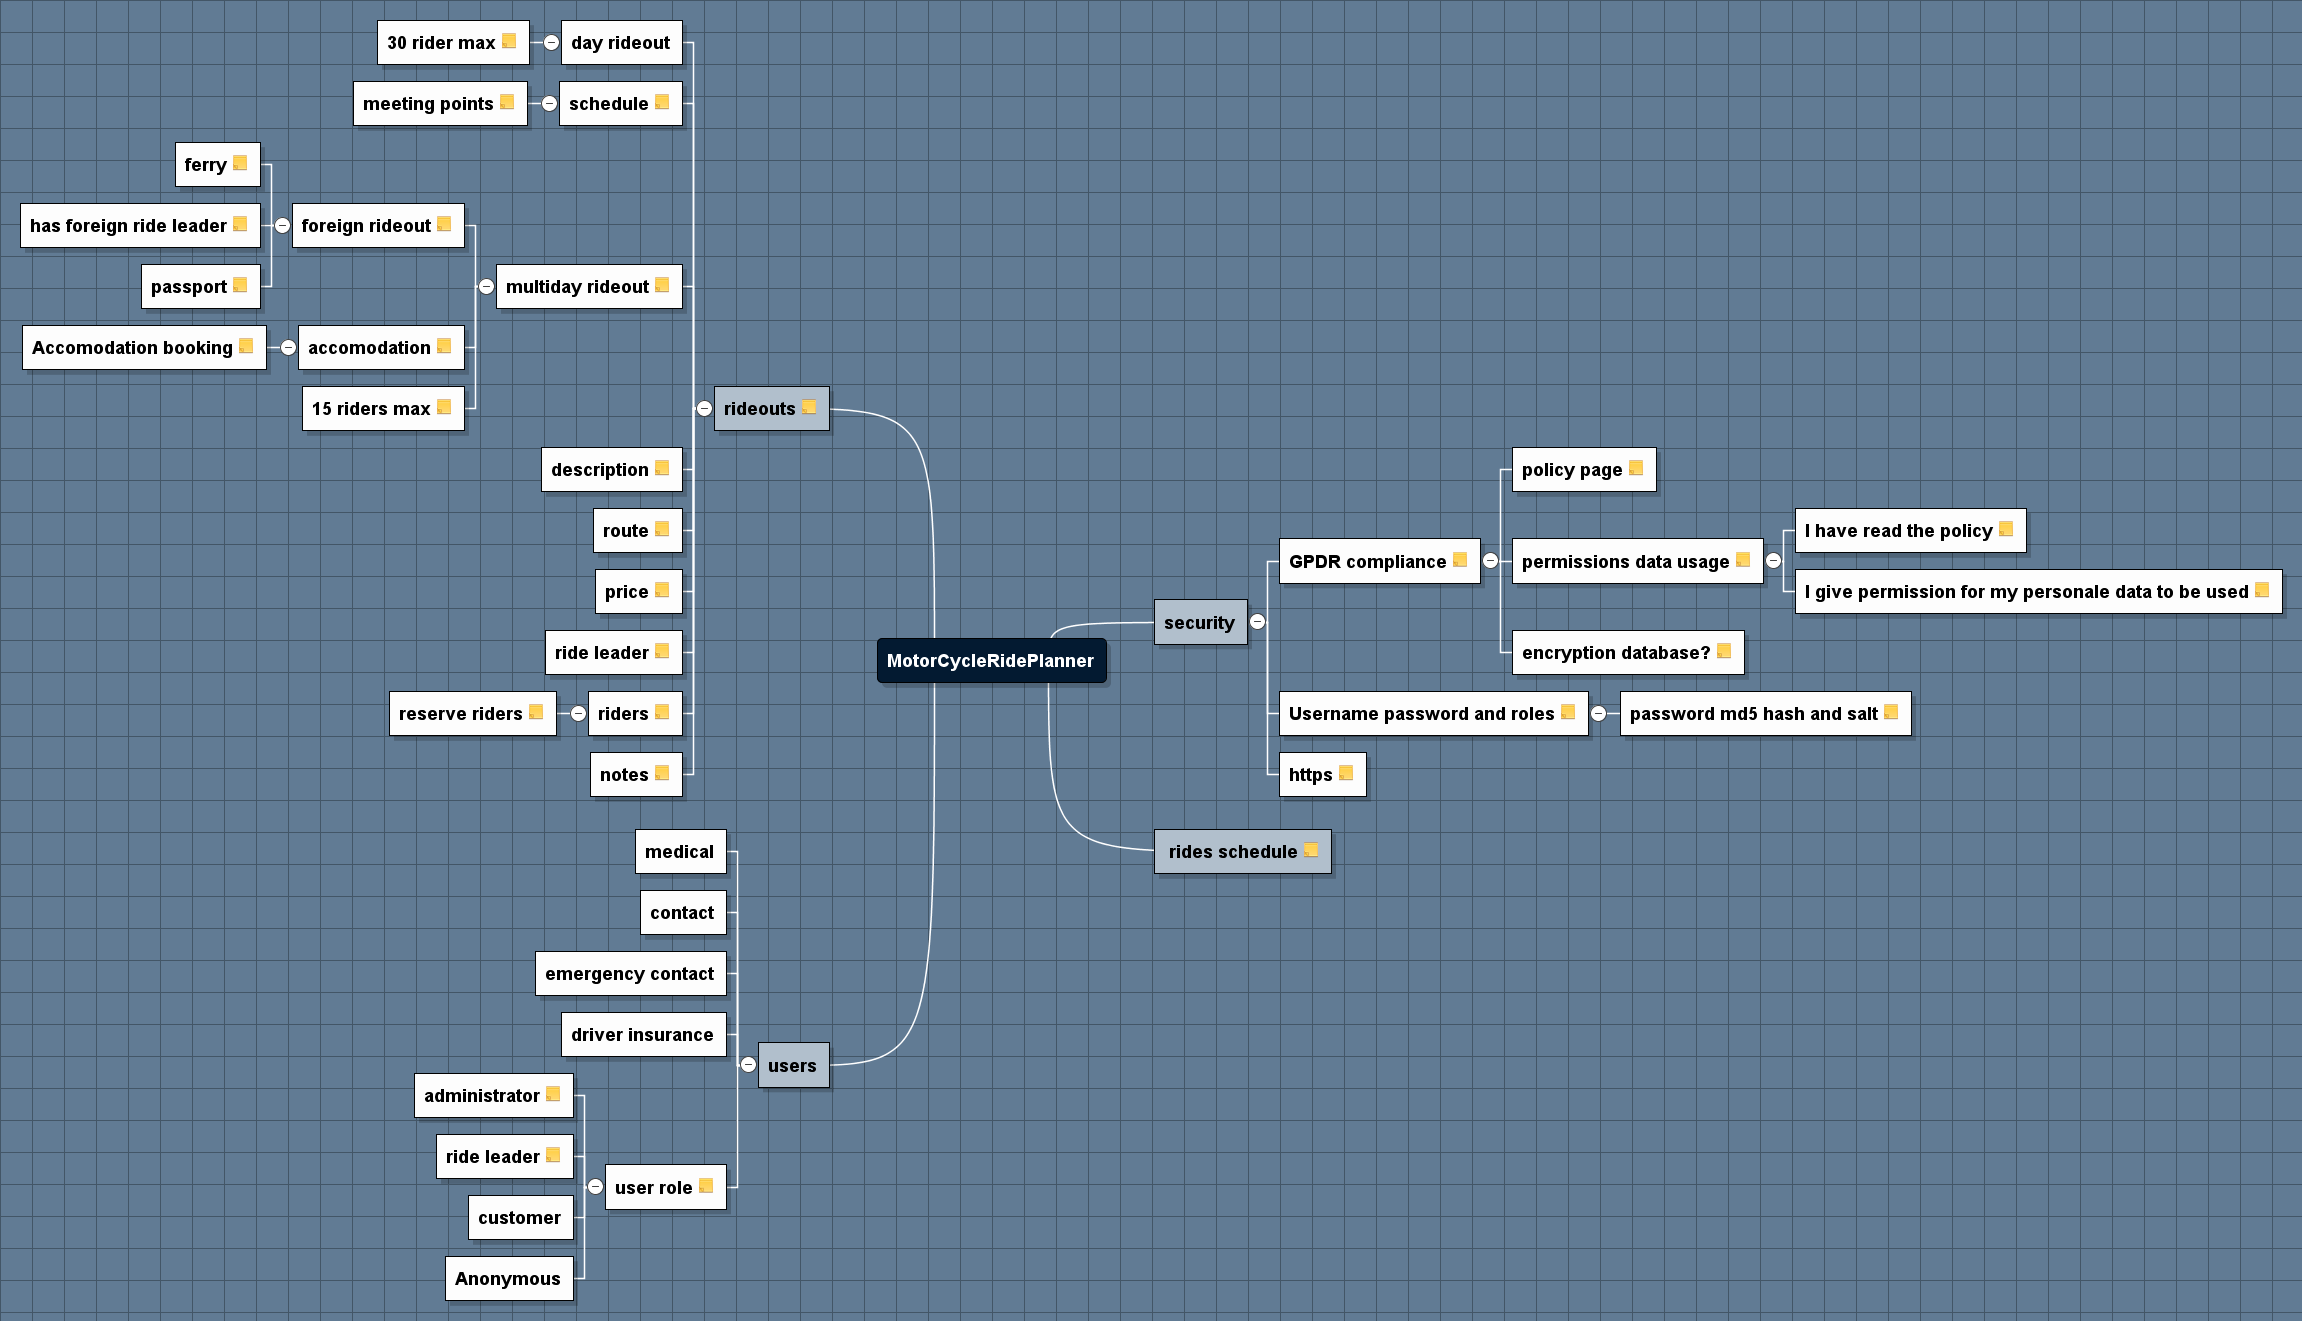 30 rider max
day rideout
meeting points
schedule
ferry
has foreign ride leader
foreign rideout
passport
multiday rideout
Accomodation booking
accomodation
15 riders max
rideouts
description
route
price
ride leader
reserve riders
riders
notes
medical
contact
emergency contact
driver insurance
users
administrator
ride leader
user role
customer
Anonymous
MotorCycleRidePlanner
security
GPDR compliance
policy page
permissions data usage
I have read the policy
I give permission for my personale data to be used
encryption database?
Username password and roles
password md5 hash and salt
https
rides schedule